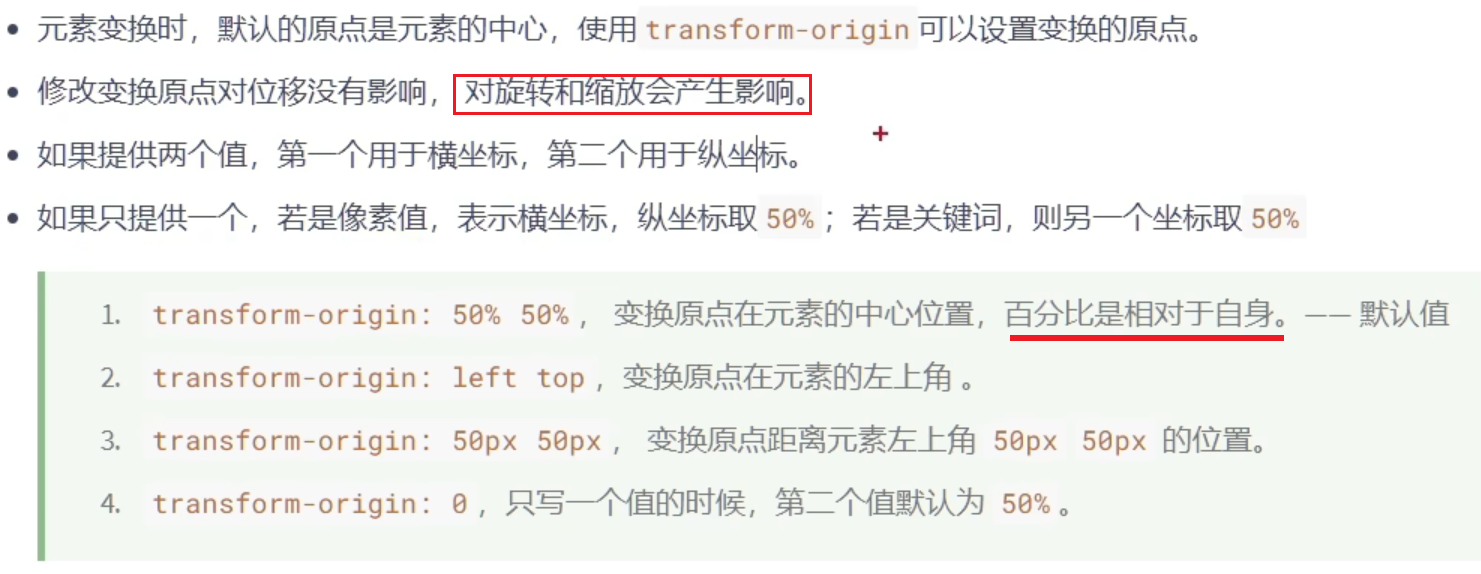 • 元素变换时，默认的原点是元素的中心，使用 transform-origin 可以设置变换的原点。
• 修改变换原点对位移没有影响，对旋转和缩放会产生影响。
• 如果提供两个值，第一个用于横坐标，第二个用于纵坐标。
• 如果只提供一个，若是像素值，表示横坐标，纵坐标取 50% ；若是关键词，则另一个坐标取 50%
1. transform-origin: 50% 50% ， 变换原点在元素的中心位置，百分比是相对于自身。—— 默认值
2. transform-origin: left top ，变换原点在元素的左上角 。
3. transform-origin: 50px 50px ， 变换原点距离元素左上角 50px 50px 的位置。
4. transform-origin: 0 ，只写一个值的时候，第二个值默认为 50% 。